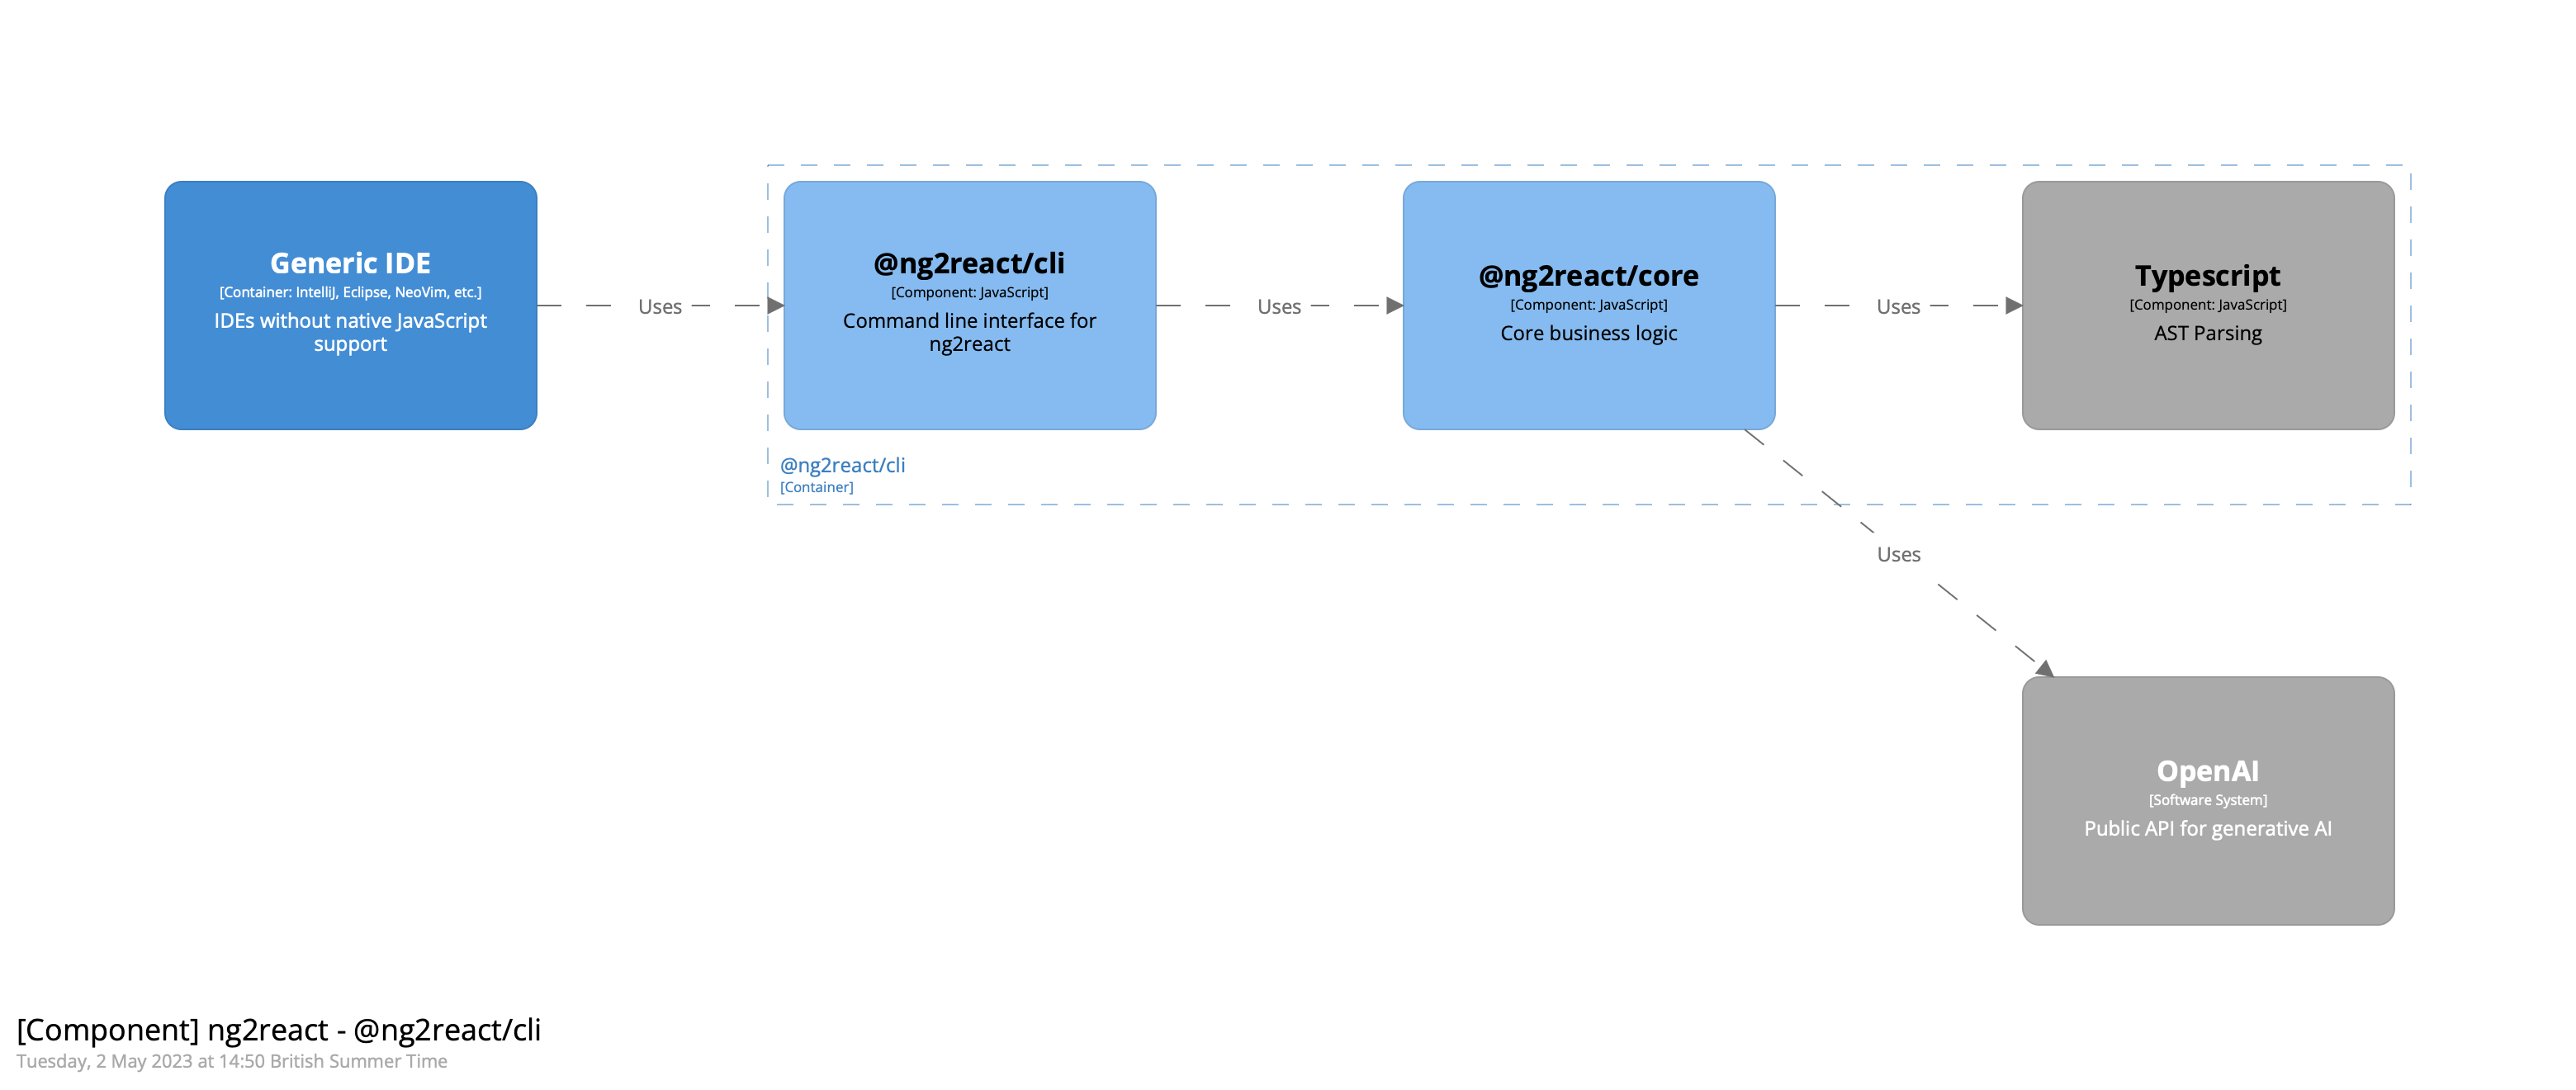 Generic IDE
[Container: IntelliJ, Eclipse, NeoVim, etc.]
IDEs without native JavaScript
support
Uses
@ng2react/cli
[Component: JavaScript]
Command line interface for
ng2react
Uses
@ng2react/core
[Component: JavaScript]
Core business logic
Uses
Typescript
[Component: JavaScript]
AST Parsing
@ng2react/cli
[Container]
Uses
OpenAI
[Software System]
Public API for generative AI
[Component] ng2react - @ng2react/cli
Tuesday, 2 May 2023 at 14:50 British Summer Time